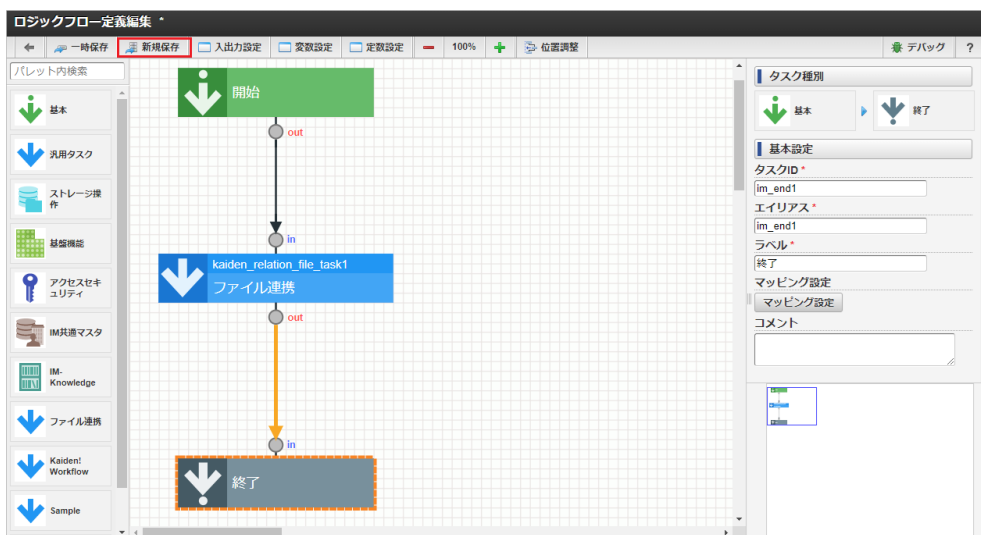 ロジックフロー定義編集 *
一時保存 新規保存 入出力設定 変数設定 定数設定 100% 位置調整 デバッグ ?
パレット内検索
基本
汎用タスク
ストレージ操
作
基盤機能
アクセスセキ
ュリティ
IM共通マスタ
IM-
Knowledge
ファイル連携
Kaiden!
Workflow
Sample
開始
out
in
kaiden_relation_file_task1
ファイル連携
out
in
終了
タスク種別
基本 終了
基本設定
タスクID *
im_end1
エイリアス *
im_end1
ラベル *
終了
マッピング設定
マッピング設定
コメント